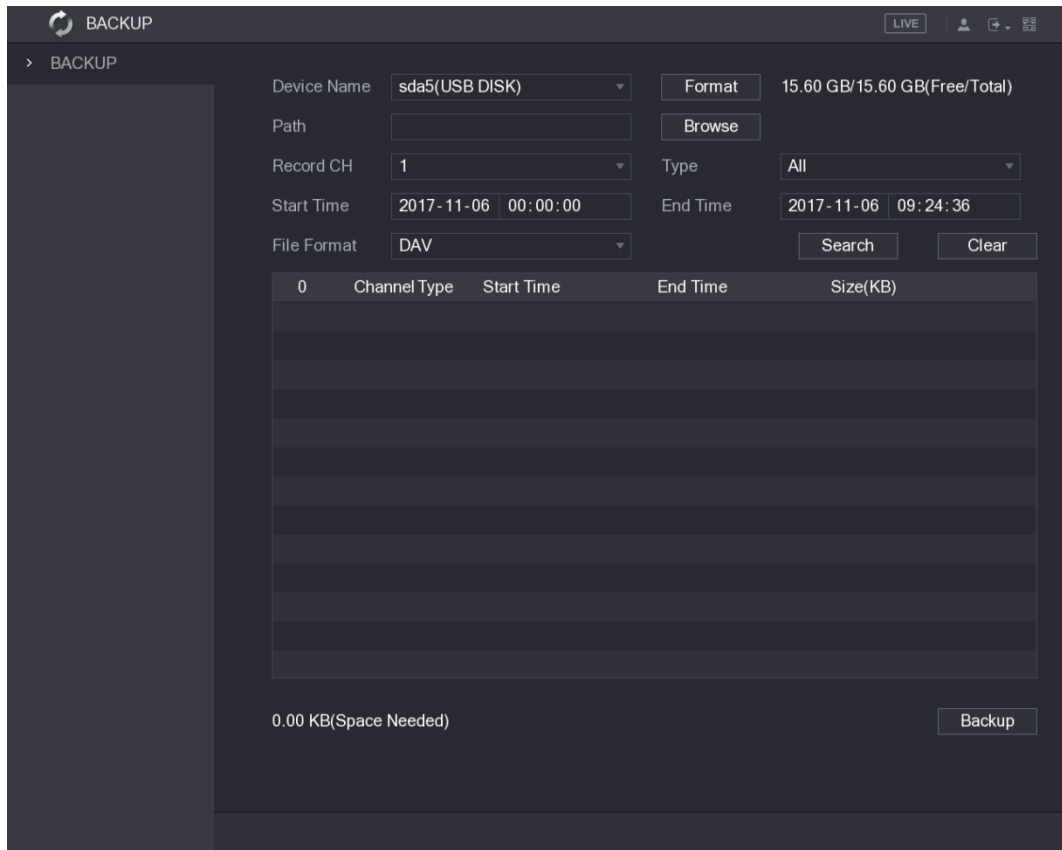 BACKUP
LIVE
> BACKUP
Device Name sda5(USB DISK) Format 15.60 GB/15.60 GB(Free/Total)
Path Browse
Record CH 1 Type All
Start Time 2017-11-06 00:00:00 End Time 2017-11-06 09:24:36
File Format DAV Search Clear
0 Channel Type Start Time End Time Size(KB)
0.00 KB(Space Needed) Backup